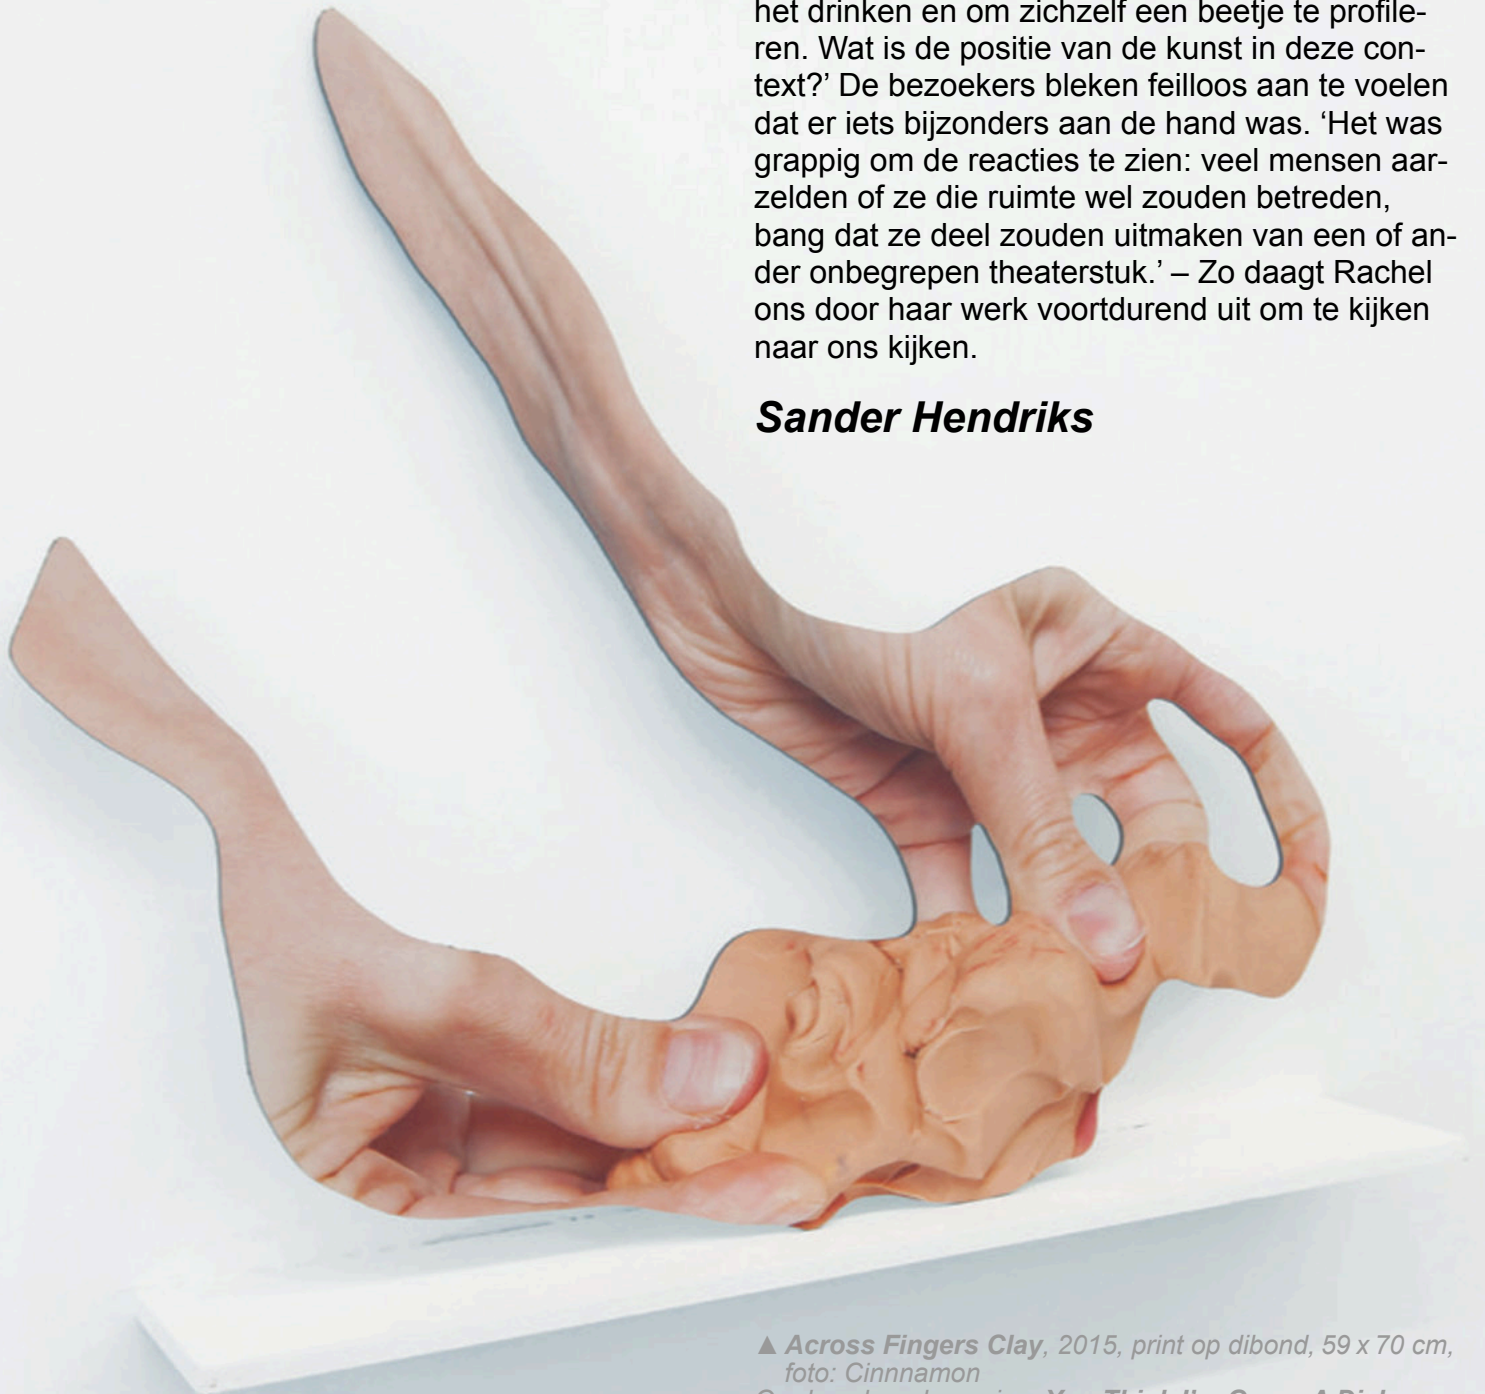 het drinken en om zichzelf een beetje te profile-
ren. Wat is de positie van de kunst in deze con-
text?’ De bezoekers bleken feilloos aan te voelen
dat er iets bijzonders aan de hand was. ‘Het was
grappig om de reacties te zien: veel mensen aar-
zelden of ze die ruimte wel zouden betreden,
bang dat ze deel zouden uitmaken van een of an-
der onbegrepen theaterstuk.’ – Zo daagt Rachel
ons door haar werk voortdurend uit om te kijken
naar ons kijken.
Sander Hendriks
▲ Across Fingers Clay, 2015, print op dibond, 59 x 70 cm,
foto: Cinnnamon